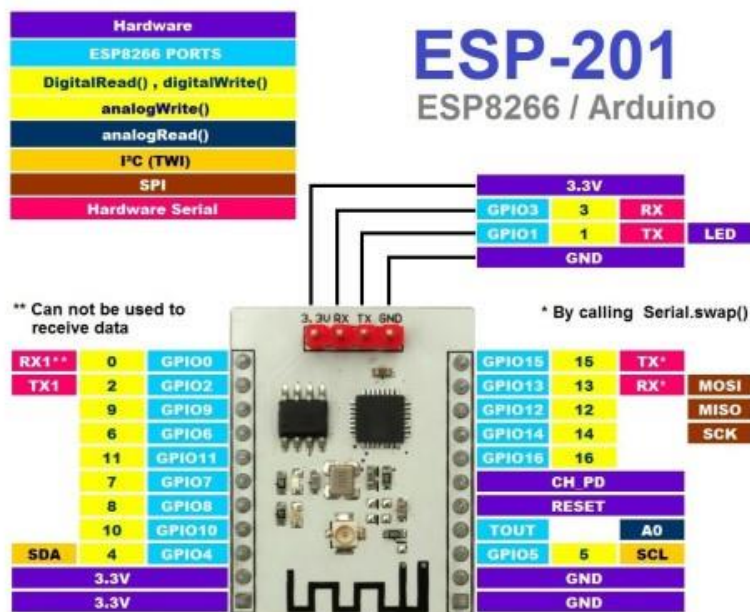 Hardware
ESP8266 PORTS
DigitalRead() , digitalWrite()
analogWrite()
analogRead()
I²C (TWI)
SPI
Hardware Serial
ESP-201
ESP8266 / Arduino
3.3V
GPIO3 3 RX
GPIO1 1 TX LED
GND
** Can not be used to
receive data
* By calling Serial.swap()
3.3V RX TX GND
RX1** 0 GPIO0
TX1 2 GPIO2
9 GPIO9
6 GPIO6
11 GPIO11
7 GPIO7
8 GPIO8
10 GPIO10
SDA 4 GPIO4
3.3V
3.3V
GPIO15 15 TX*
GPIO13 13 RX* MOSI
GPIO12 12 MISO
GPIO14 14 SCK
GPIO16 16
CH_PD
RESET
TOUT A0
GPIO5 5 SCL
GND
GND